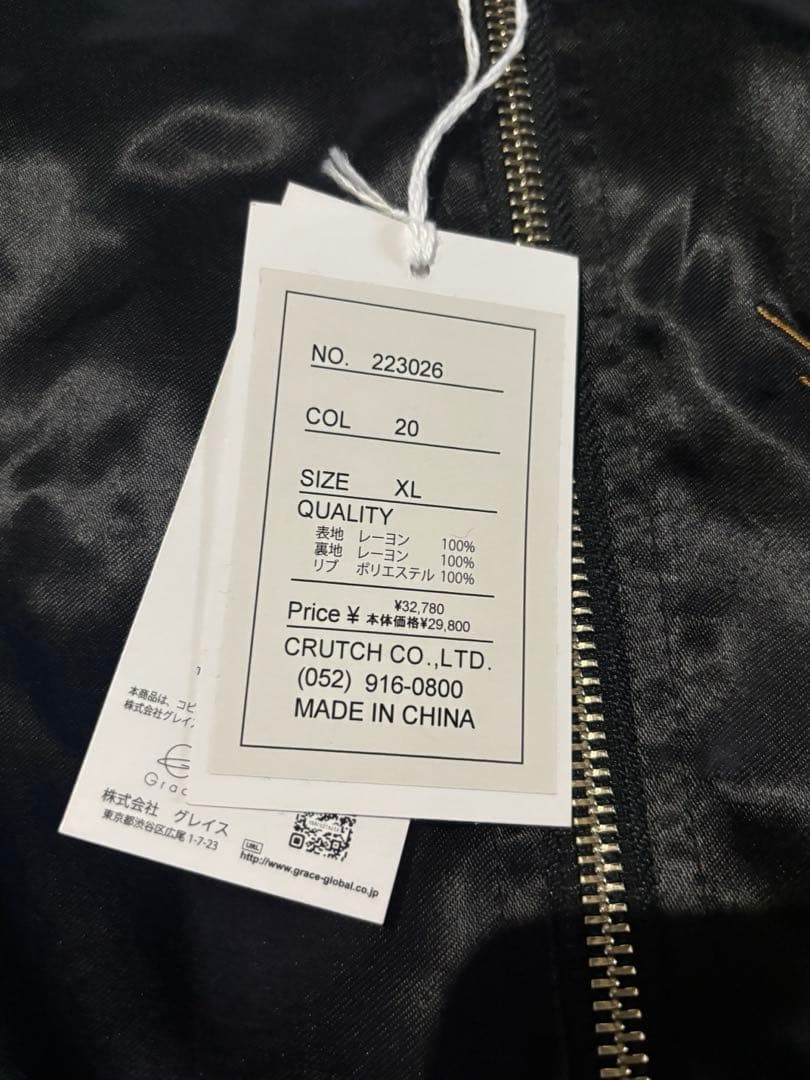 NO. 223026
COL 20
SIZE XL
QUALITY
表地 レーヨン 100%
裏地 レーヨン 100%
リブ ポリエステル 100%
¥32,780
Price ¥ 本体価格¥29,800
CRUTCH CO.,LTD.
(052) 916-0800
MADE IN CHINA
本商品は、コピ
株式会社グレイス
Grac
株式会社 グレイス
東京都渋谷区広尾 1-7-23
URL
http://www.grace-global.co.jp